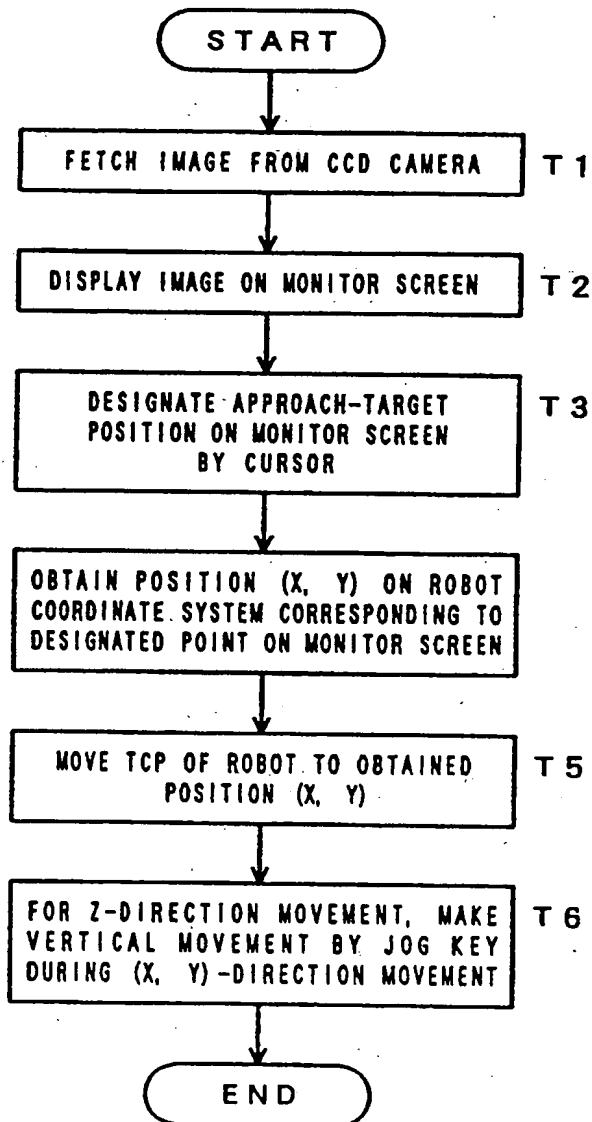 START
FETCH IMAGE FROM CCD CAMERA
T1
DISPLAY IMAGE ON MONITOR SCREEN
T2
DESIGNATE APPROACH-TARGET
POSITION ON MONITOR SCREEN
BY CURSOR
T3
OBTAIN POSITION (X, Y) ON ROBOT
COORDINATE SYSTEM CORRESPONDING TO
DESIGNATED POINT ON MONITOR SCREEN
MOVE TCP OF ROBOT TO OBTAINED
POSITION (X, Y)
T5
FOR Z-DIRECTION MOVEMENT, MAKE
VERTICAL MOVEMENT BY JOG KEY
DURING (X, Y)-DIRECTION MOVEMENT
T6
END